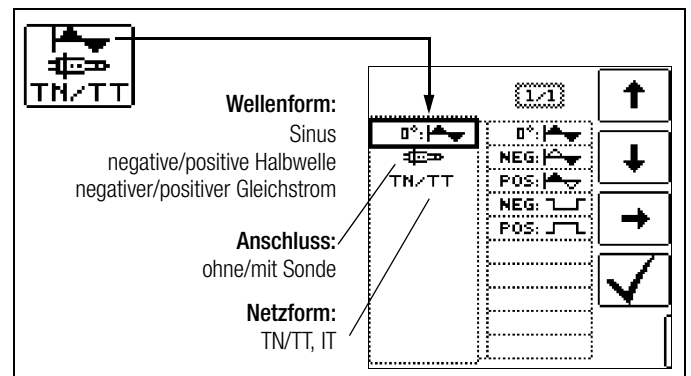 TN/TT
Wellenform:
Sinus
negative/positive Halbwelle
negativer/positiver Gleichstrom
Anschluss:
ohne/mit Sonde
Netzform:
TN/TT, IT
1/1
0°:
TN/TT
0°:
NEG:
POS:
NEG:
POS: